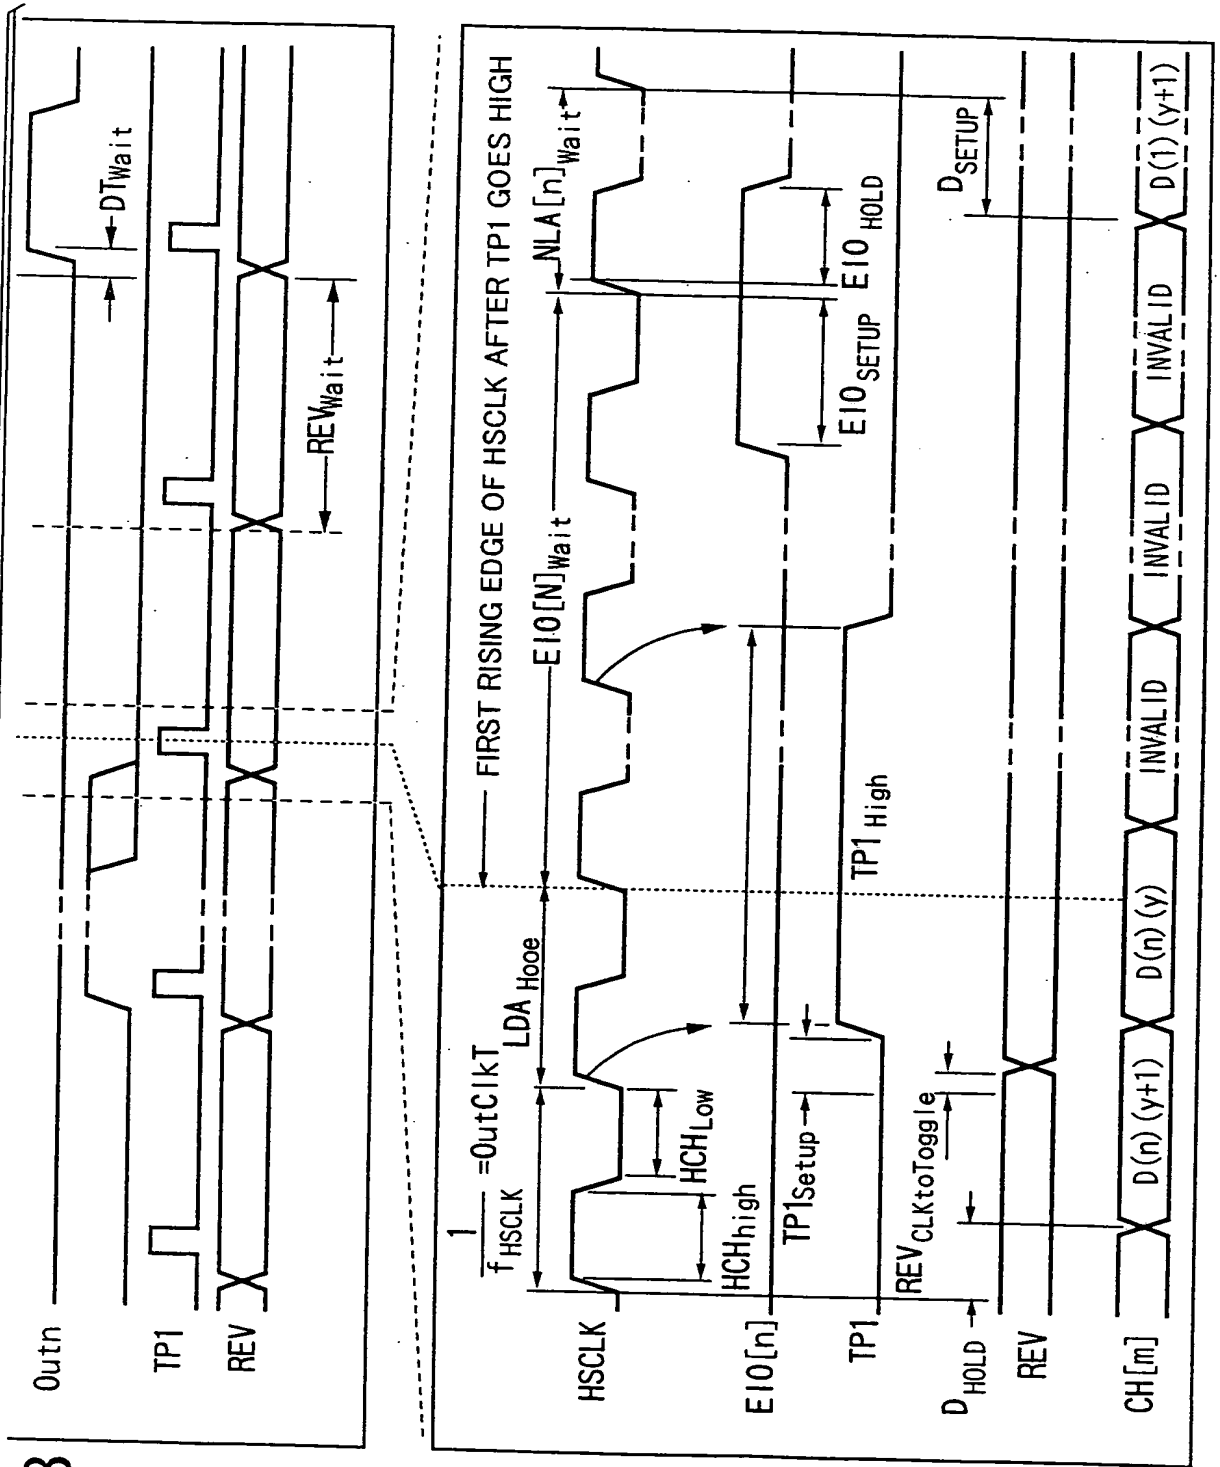 Outn
DTWait
TP1
REV
REVWait
FIRST RISING EDGE OF HSCLK AFTER TP1 GOES HIGH
1
fHSCLK
=OutClkT
LDAHooe
EIO[N]Wait
NLA[n]Wait
HSCLK
HCHhigh
HCHLow
EIO[n]
EIOSETUP
EIOHOLD
TP1Setup
TP1High
TP1
REVCLKtoToggle
DHOLD
DSETUP
REV
CH[m]
D(n)(y+1) D(n)(y) INVALID INVALID INVALID D(1)(y+1)